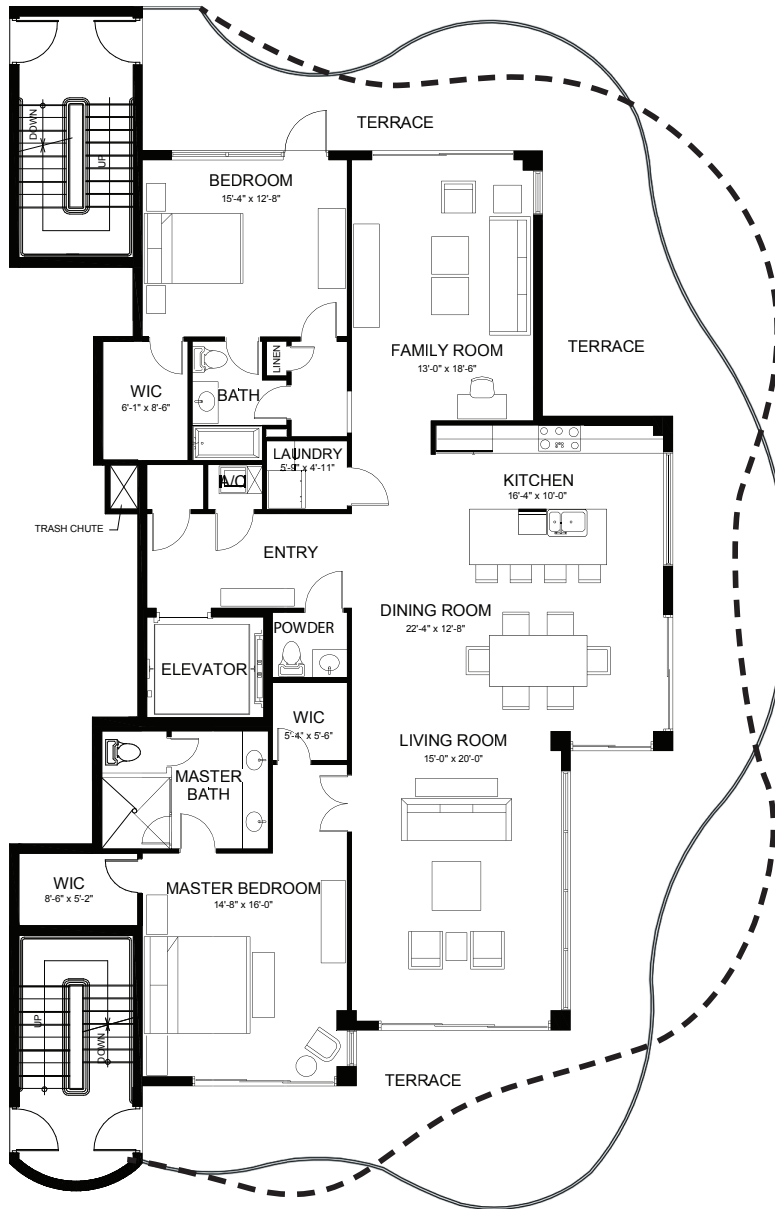 TERRACE
DOWN
UP
BEDROOM
15'-4" x 12'-8"
FAMILY ROOM
13'-0" x 18'-6"
TERRACE
LINEN
WIC
6'-1" x 8'-6"
BATH
LAUNDRY
5'-9" x 4'-11"
A/C
KITCHEN
16'-4" x 10'-0"
TRASH CHUTE
ENTRY
DINING ROOM
22'-4" x 12'-8"
POWDER
ELEVATOR
WIC
5'-4" x 5'-6"
LIVING ROOM
15'-0" x 20'-0"
MASTER
BATH
WIC
8'-6" x 5'-2"
MASTER BEDROOM
14'-8" x 16'-0"
UP
DOWN
TERRACE